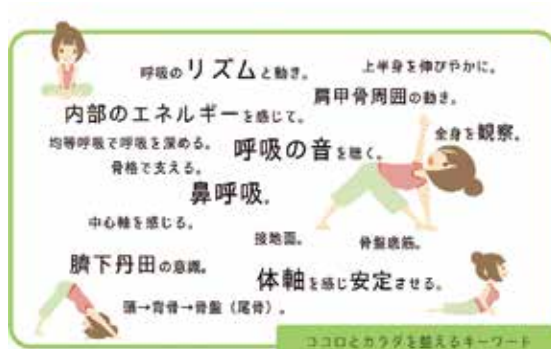 呼吸のリズムと動き。
上半身を伸びやかに。
肩甲骨周囲の動き。
内部のエネルギーを感じて。
全身を観察。
均等呼吸で呼吸を深める。
呼吸の音を聴く。
骨格で支える。
鼻呼吸。
中心軸を感じる。
接地面。
骨盤底筋。
臍下丹田の意識。
体軸を感じ安定させる。
頭→背骨→骨盤（尾骨）。
ココロとカラダを整えるキーワード